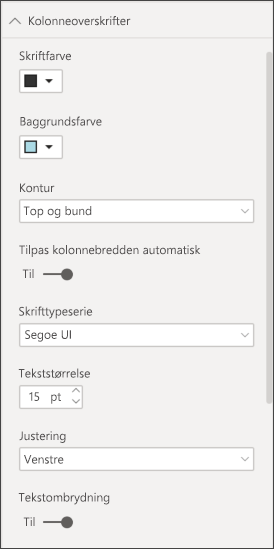 Kolonneoverskrifter
Skriftfarve
Baggrundsfarve
Kontur
Top og bund
Tilpas kolonnebredden automatisk
Til
Skrifttypeserie
Segoe UI
Tekststørrelse
15 pt
Justering
Venstre
Tekstombrydning
Til